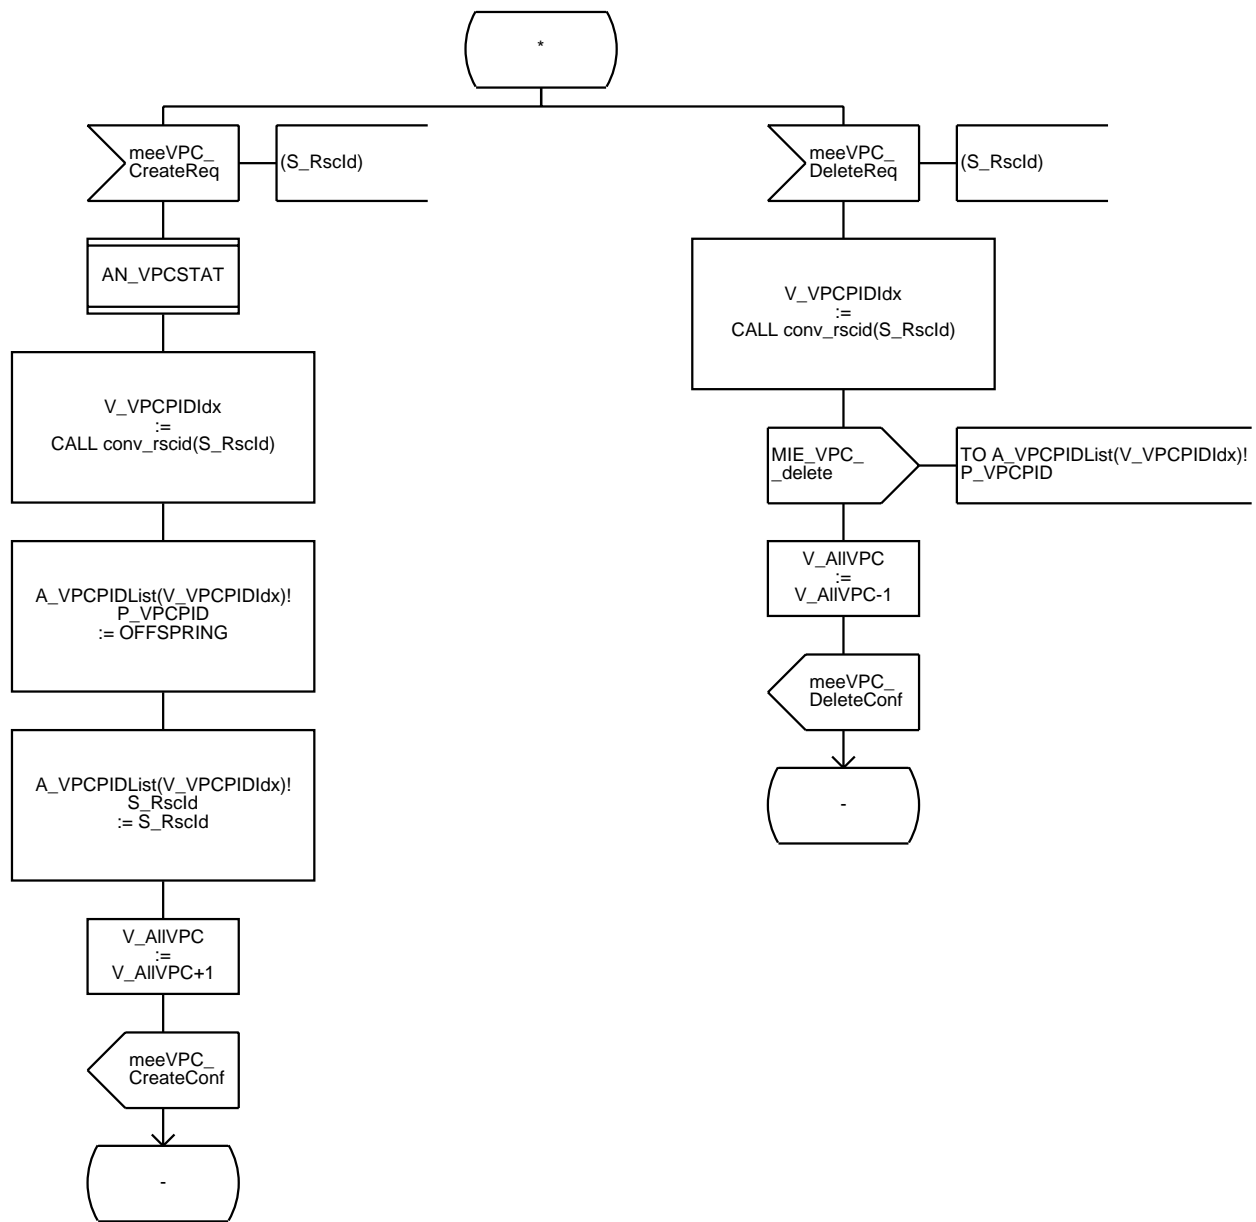 *
meeVPC_
CreateReq
(S_RscId)
AN_VPCSTAT
V_VPCPIDIdx
:=
CALL conv_rscid(S_RscId)
A_VPCPIDList(V_VPCPIDIdx)!
P_VPCPID
:= OFFSPRING
A_VPCPIDList(V_VPCPIDIdx)!
S_RscId
:= S_RscId
V_AllVPC
:=
V_AllVPC+1
meeVPC_
CreateConf
-
meeVPC_
DeleteReq
(S_RscId)
V_VPCPIDIdx
:=
CALL conv_rscid(S_RscId)
MIE_VPC_
_delete
TO A_VPCPIDList(V_VPCPIDIdx)!
P_VPCPID
V_AllVPC
:=
V_AllVPC-1
meeVPC_
DeleteConf
-